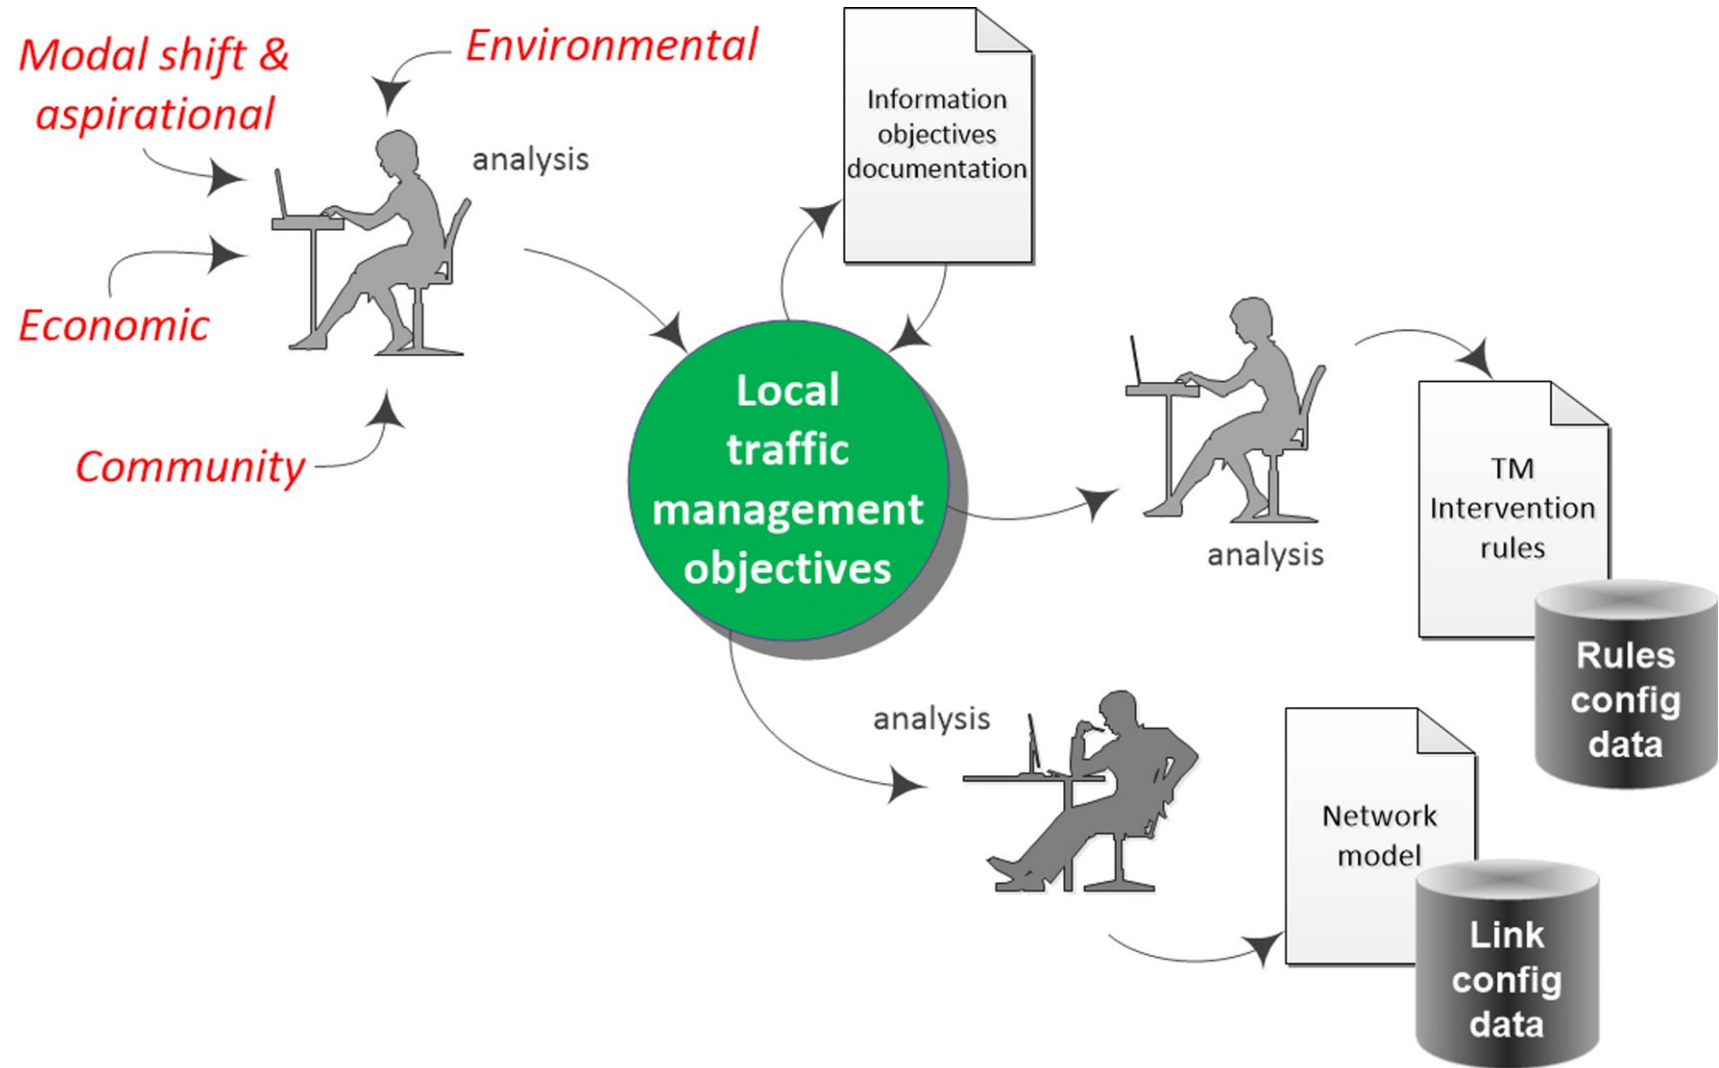 Modal shift &
aspirational
Environmental
analysis
Economic
Community
Information
objectives
documentation
Local
traffic
management
objectives
analysis
TM
Intervention
rules
Rules
config
data
analysis
Network
model
Link
config
data